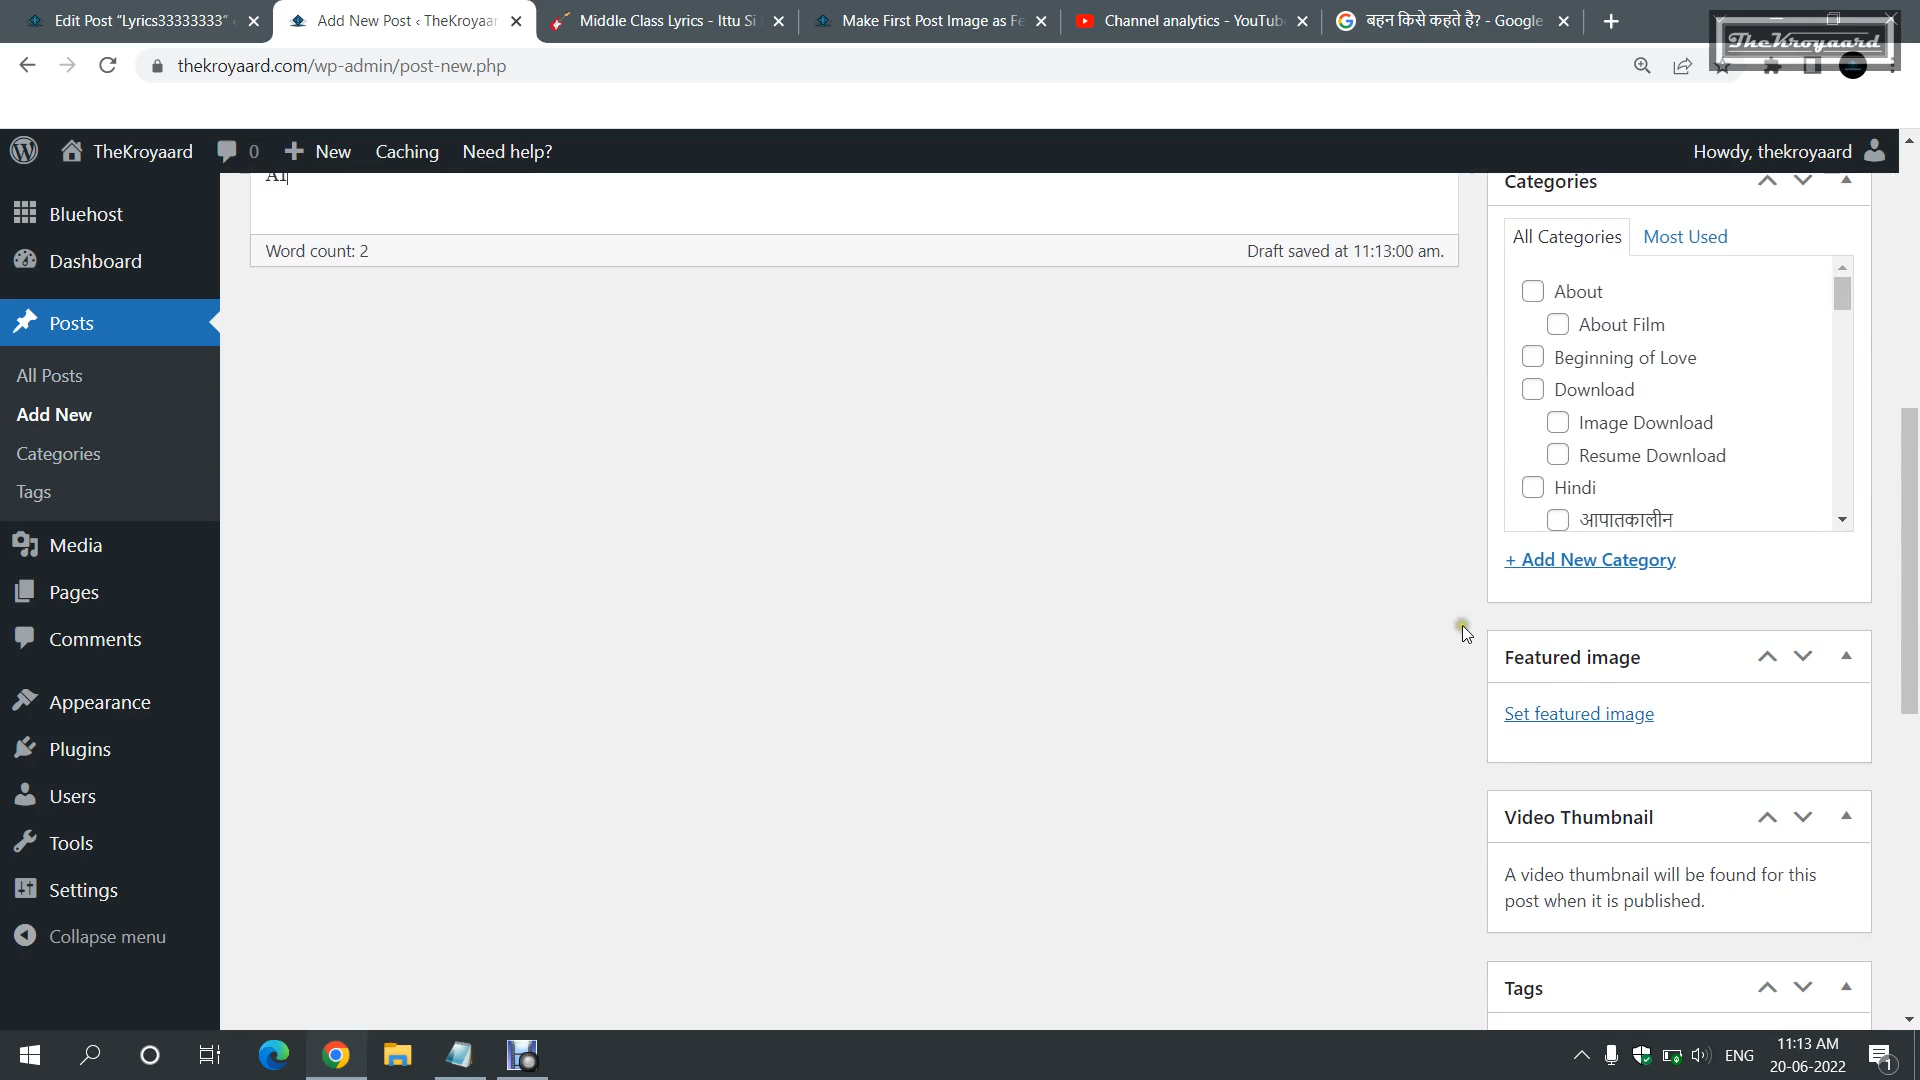 Edit Post “Lyrics33333333”
Add New Post ‹ TheKroyaar
Middle Class Lyrics - Ittu Si
Make First Post Image as Fe
Channel analytics - YouTub
बहन किसे कहते है? - Google
TheKroyaard
thekroyaard.com/wp-admin/post-new.php
TheKroyaard
0
New
Caching
Need help?
Howdy, thekroyaard
Bluehost
Dashboard
Posts
All Posts
Add New
Categories
Tags
Media
Pages
Comments
Appearance
Plugins
Users
Tools
Settings
Collapse menu
Word count: 2
Draft saved at 11:13:00 am.
Categories
All Categories
Most Used
About
About Film
Beginning of Love
Download
Image Download
Resume Download
Hindi
आपातकालीन
+ Add New Category
Featured image
Set featured image
Video Thumbnail
A video thumbnail will be found for this
post when it is published.
Tags
ENG
11:13 AM
20-06-2022
1